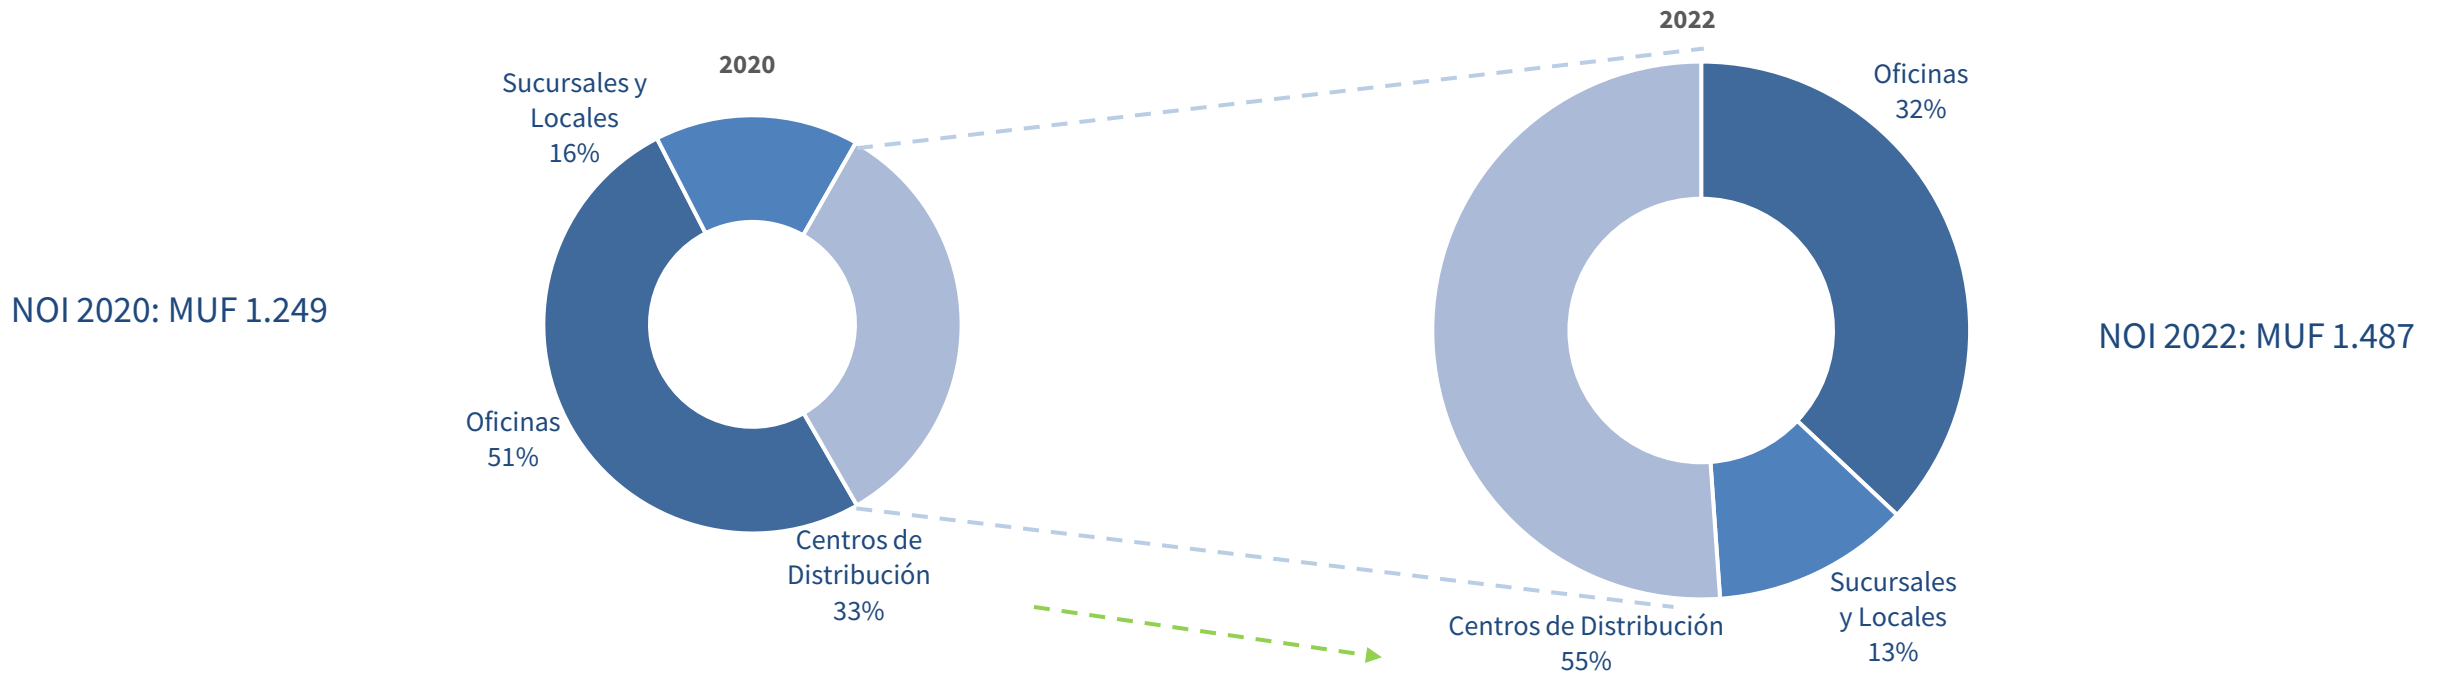 2020
Sucursales y
Locales
16%
NOI 2020: MUF 1.249
Oficinas
51%
Centros de
Distribución
33%
2022
Oficinas
32%
NOI 2022: MUF 1.487
Sucursales
y Locales
13%
Centros de Distribución
55%